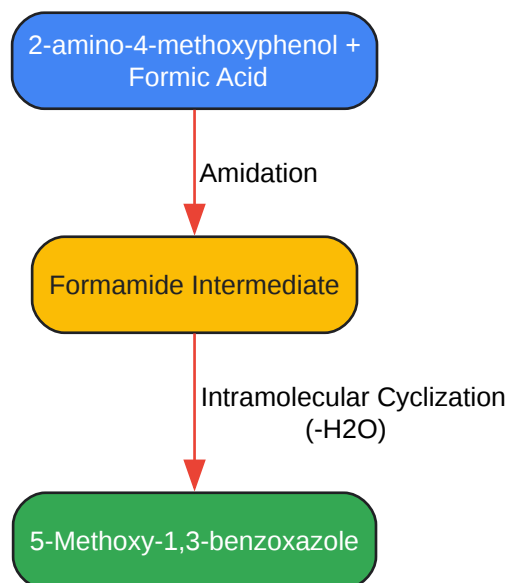 2-amino-4-methoxyphenol +
Formic Acid
Amidation
Formamide Intermediate
Intramolecular Cyclization
(-H2O)
5-Methoxy-1,3-benzoxazole